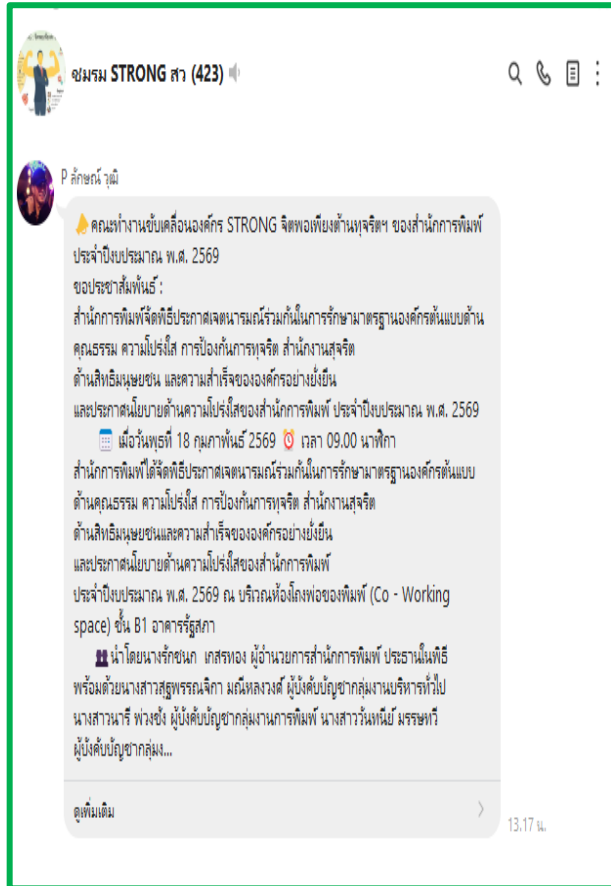 ชมรม STRONG สว (423)
P ลักษณ์ วุฒิ
คณะทำงานขับเคลื่อนองค์กร STRONG จิตพอเพียงต้านทุจริตฯ ของสำนักการพิมพ์
ประจำปีงบประมาณ พ.ศ. 2569
ขอประชาสัมพันธ์ :
สำนักการพิมพ์จัดพิธีประกาศเจตนารมณ์ร่วมกันในการรักษามาตรฐานองค์กรต้นแบบด้าน
คุณธรรม ความโปร่งใส การป้องกันการทุจริต สำนักงานสุจริต
ด้านสิทธิมนุษยชน และความสำเร็จขององค์กรอย่างยั่งยืน
และประกาศนโยบายด้านความโปร่งใสของสำนักการพิมพ์ ประจำปีงบประมาณ พ.ศ. 2569
เมื่อวันพุธที่ 18 กุมภาพันธ์ 2569 เวลา 09.00 นาฬิกา
สำนักการพิมพ์ได้จัดพิธีประกาศเจตนารมณ์ร่วมกันในการรักษามาตรฐานองค์กรต้นแบบ
ด้านคุณธรรม ความโปร่งใส การป้องกันการทุจริต สำนักงานสุจริต
ด้านสิทธิมนุษยชนและความสำเร็จขององค์กรอย่างยั่งยืน
และประกาศนโยบายด้านความโปร่งใสของสำนักการพิมพ์
ประจำปีงบประมาณ พ.ศ. 2569 ณ บริเวณห้องโถงพ่อของพิมพ์ (Co - Working
space) ชั้น B1 อาคารรัฐสภา
นำโดยนางรักชนก เกสรทอง ผู้อำนวยการสำนักการพิมพ์ ประธานในพิธี
พร้อมด้วยนางสาวสุฐพรรณจิกา มณีหลวงวงศ์ ผู้บังคับบัญชากลุ่มงานบริหารทั่วไป
นางสาวนารี พ่วงชัง ผู้บังคับบัญชากลุ่มงานการพิมพ์ นางสาววันทนีย์ มรรษทวี
ผู้บังคับบัญชากลุ่มง...
ดูเพิ่มเติม
13.17 น.